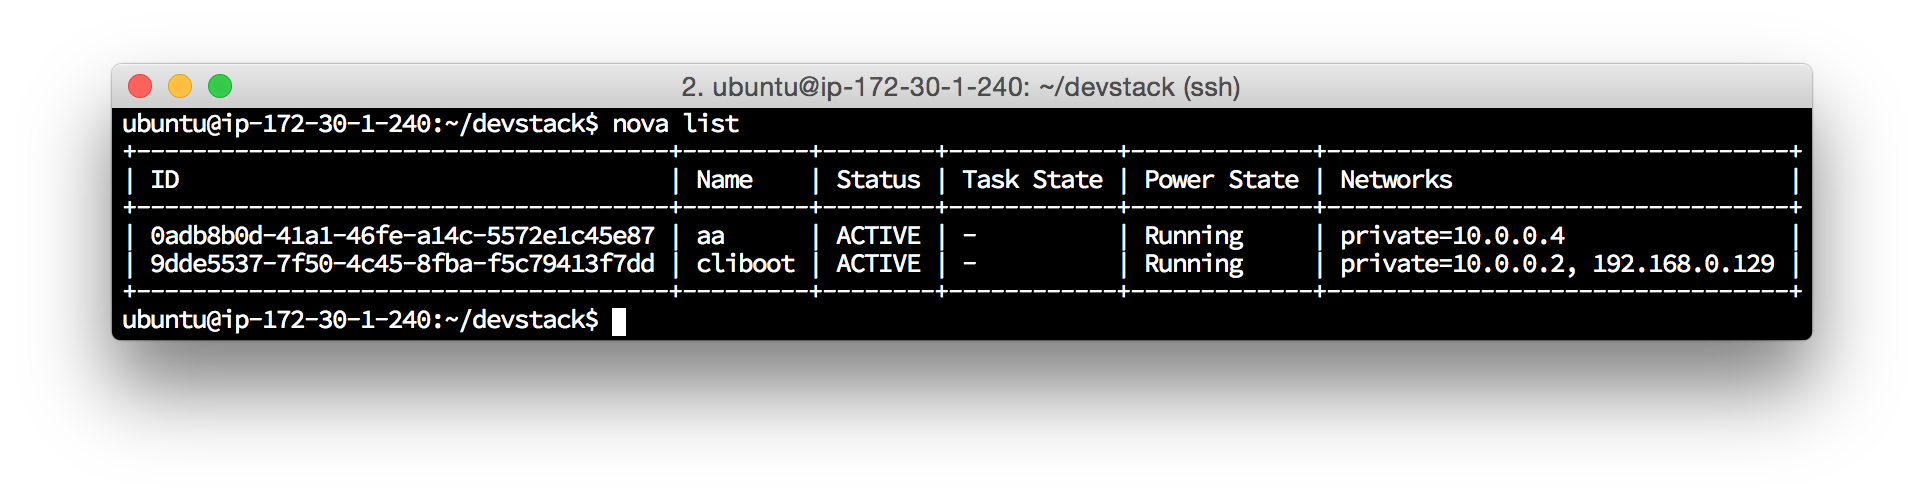 2. ubuntu@ip-172-30-1-240: ~/devstack (ssh)
ubuntu@ip-172-30-1-240:~/devstack$ nova list
+--------------------------------------+---------+--------+------------+-------------+---------------------------------+
| ID                                   | Name    | Status | Task State | Power State | Networks                        |
+--------------------------------------+---------+--------+------------+-------------+---------------------------------+
| 0adb8b0d-41a1-46fe-a14c-5572e1c45e87 | aa      | ACTIVE | -          | Running     | private=10.0.0.4                |
| 9dde5537-7f50-4c45-8fba-f5c79413f7dd | cliboot | ACTIVE | -          | Running     | private=10.0.0.2, 192.168.0.129 |
+--------------------------------------+---------+--------+------------+-------------+---------------------------------+
ubuntu@ip-172-30-1-240:~/devstack$